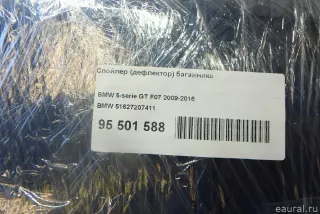 Спойлер (дефлектор) багажника
BMW 5-serie GT F07 2009-2016
BMW 51627207411
95 501 588
eaural.ru